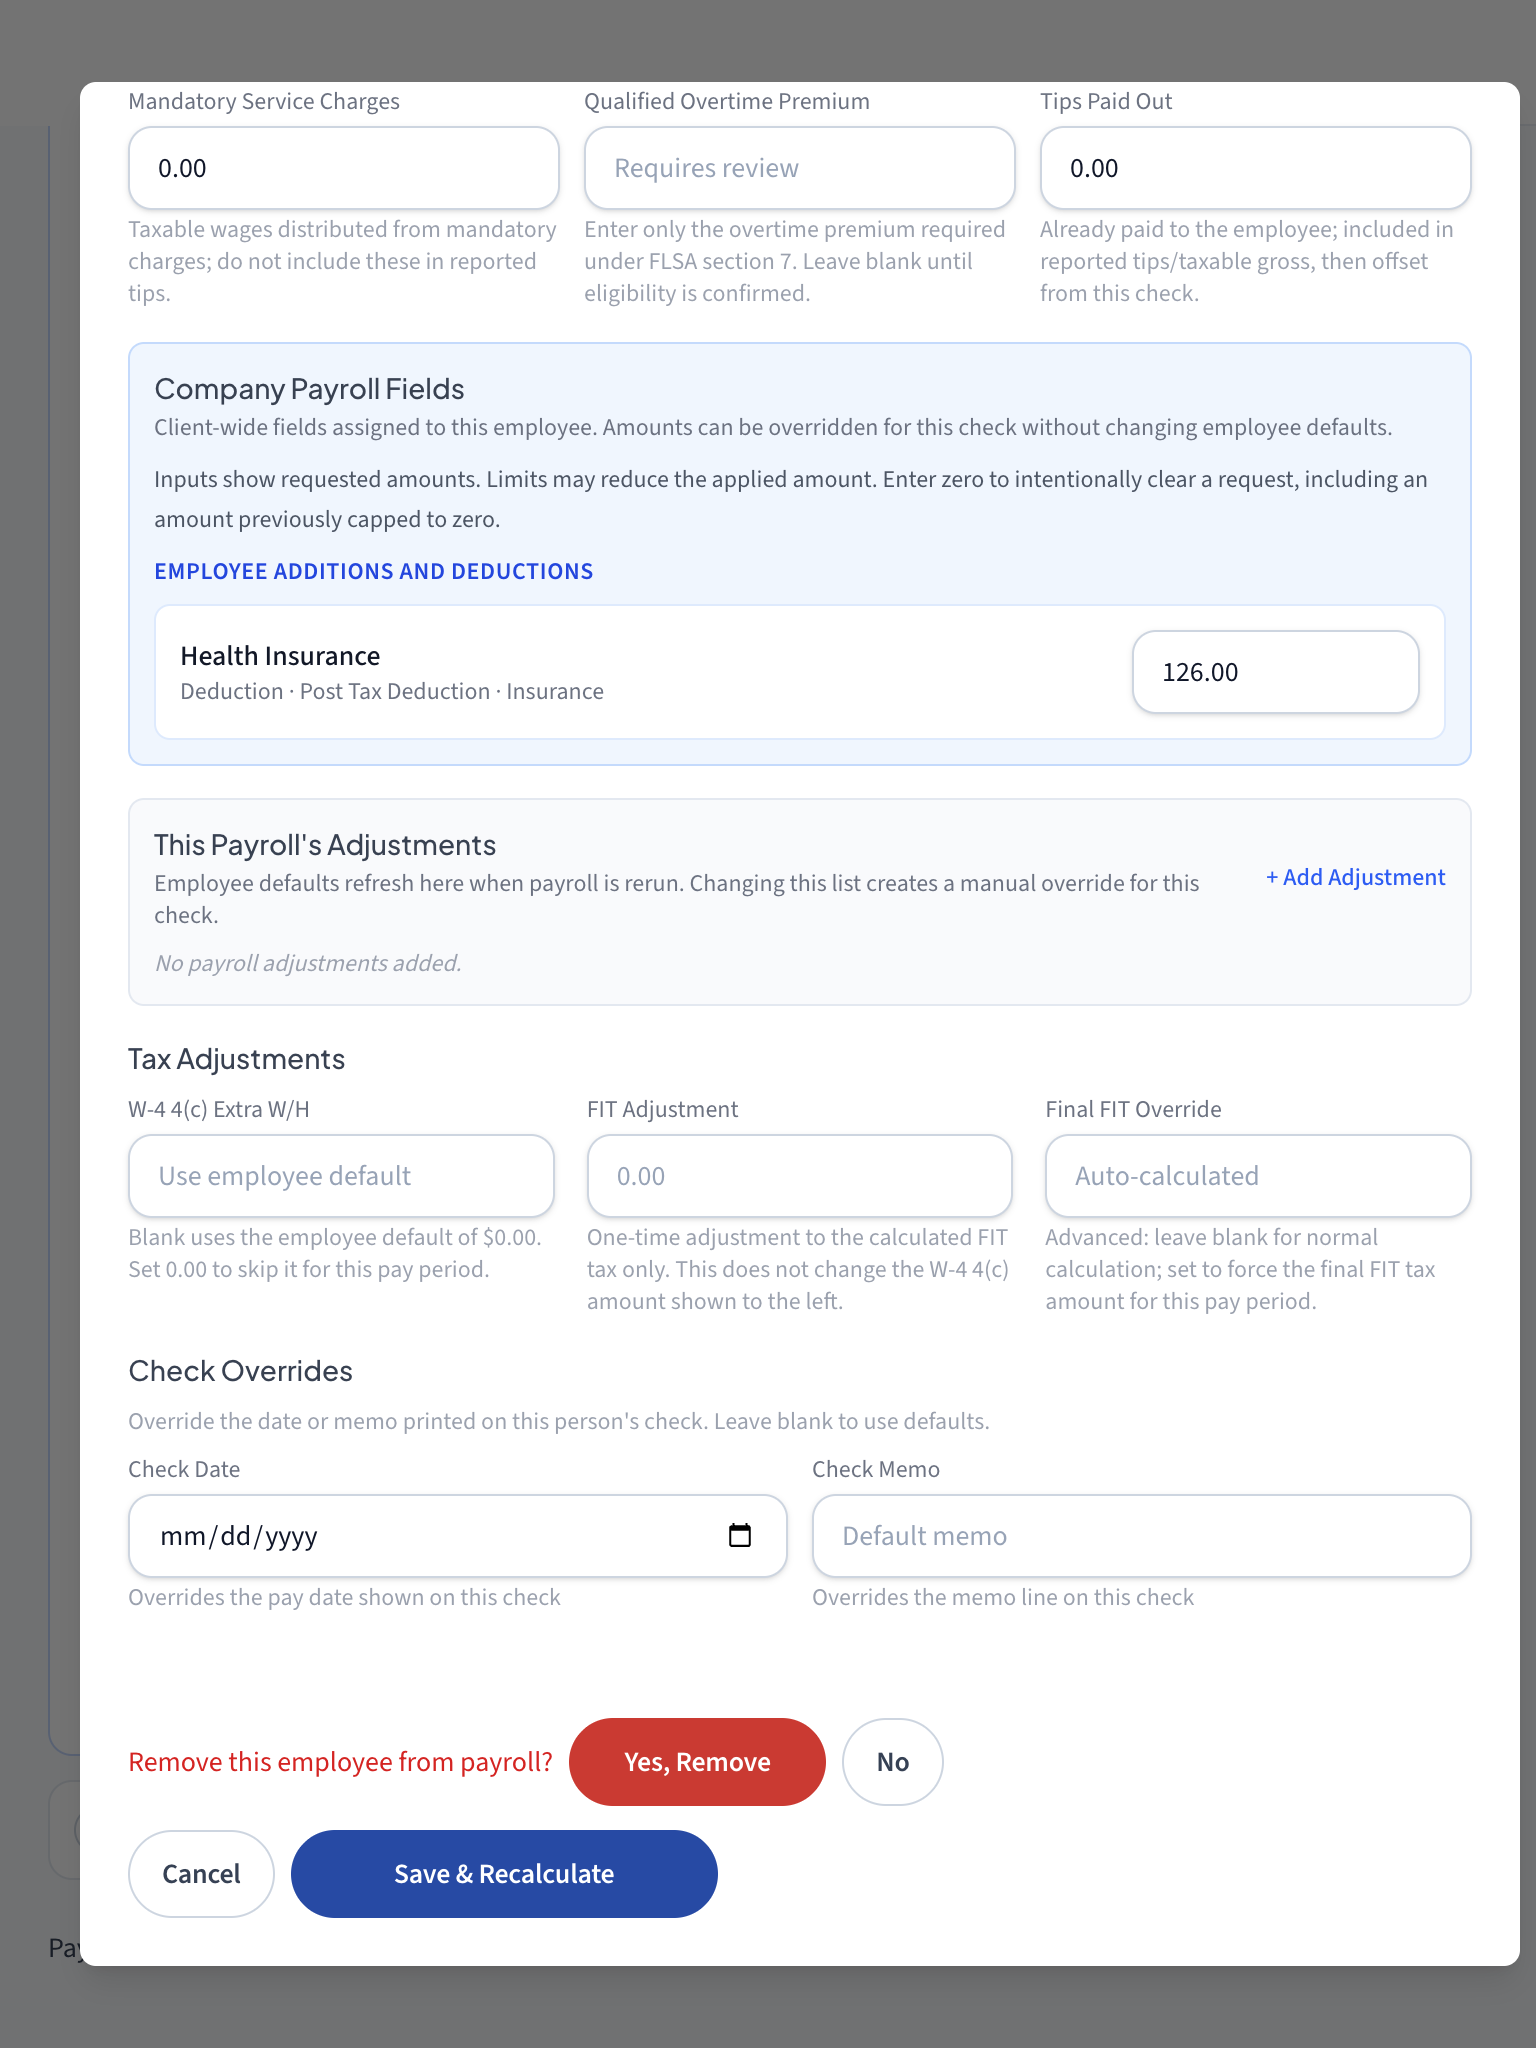 Mandatory Service Charges
Qualified Overtime Premium
Tips Paid Out
0.00
Requires review
0.00
Taxable wages distributed from mandatory
charges; do not include these in reported
tips.
Enter only the overtime premium required
under FLSA section 7. Leave blank until
eligibility is confirmed.
Already paid to the employee; included in
reported tips/taxable gross, then offset
from this check.
Company Payroll Fields
Client-wide fields assigned to this employee. Amounts can be overridden for this check without changing employee defaults.
Inputs show requested amounts. Limits may reduce the applied amount. Enter zero to intentionally clear a request, including an
amount previously capped to zero.
EMPLOYEE ADDITIONS AND DEDUCTIONS
Health Insurance
Deduction · Post Tax Deduction · Insurance
126.00
This Payroll's Adjustments
Employee defaults refresh here when payroll is rerun. Changing this list creates a manual override for this
check.
+ Add Adjustment
No payroll adjustments added.
Tax Adjustments
W-4 4(c) Extra W/H
FIT Adjustment
Final FIT Override
Use employee default
0.00
Auto-calculated
Blank uses the employee default of $0.00.
Set 0.00 to skip it for this pay period.
One-time adjustment to the calculated FIT
tax only. This does not change the W-4 4(c)
amount shown to the left.
Advanced: leave blank for normal
calculation; set to force the final FIT tax
amount for this pay period.
Check Overrides
Override the date or memo printed on this person's check. Leave blank to use defaults.
Check Date
Check Memo
mm/dd/yyyy
Default memo
Overrides the pay date shown on this check
Overrides the memo line on this check
Remove this employee from payroll?
Yes, Remove
No
Cancel
Save & Recalculate